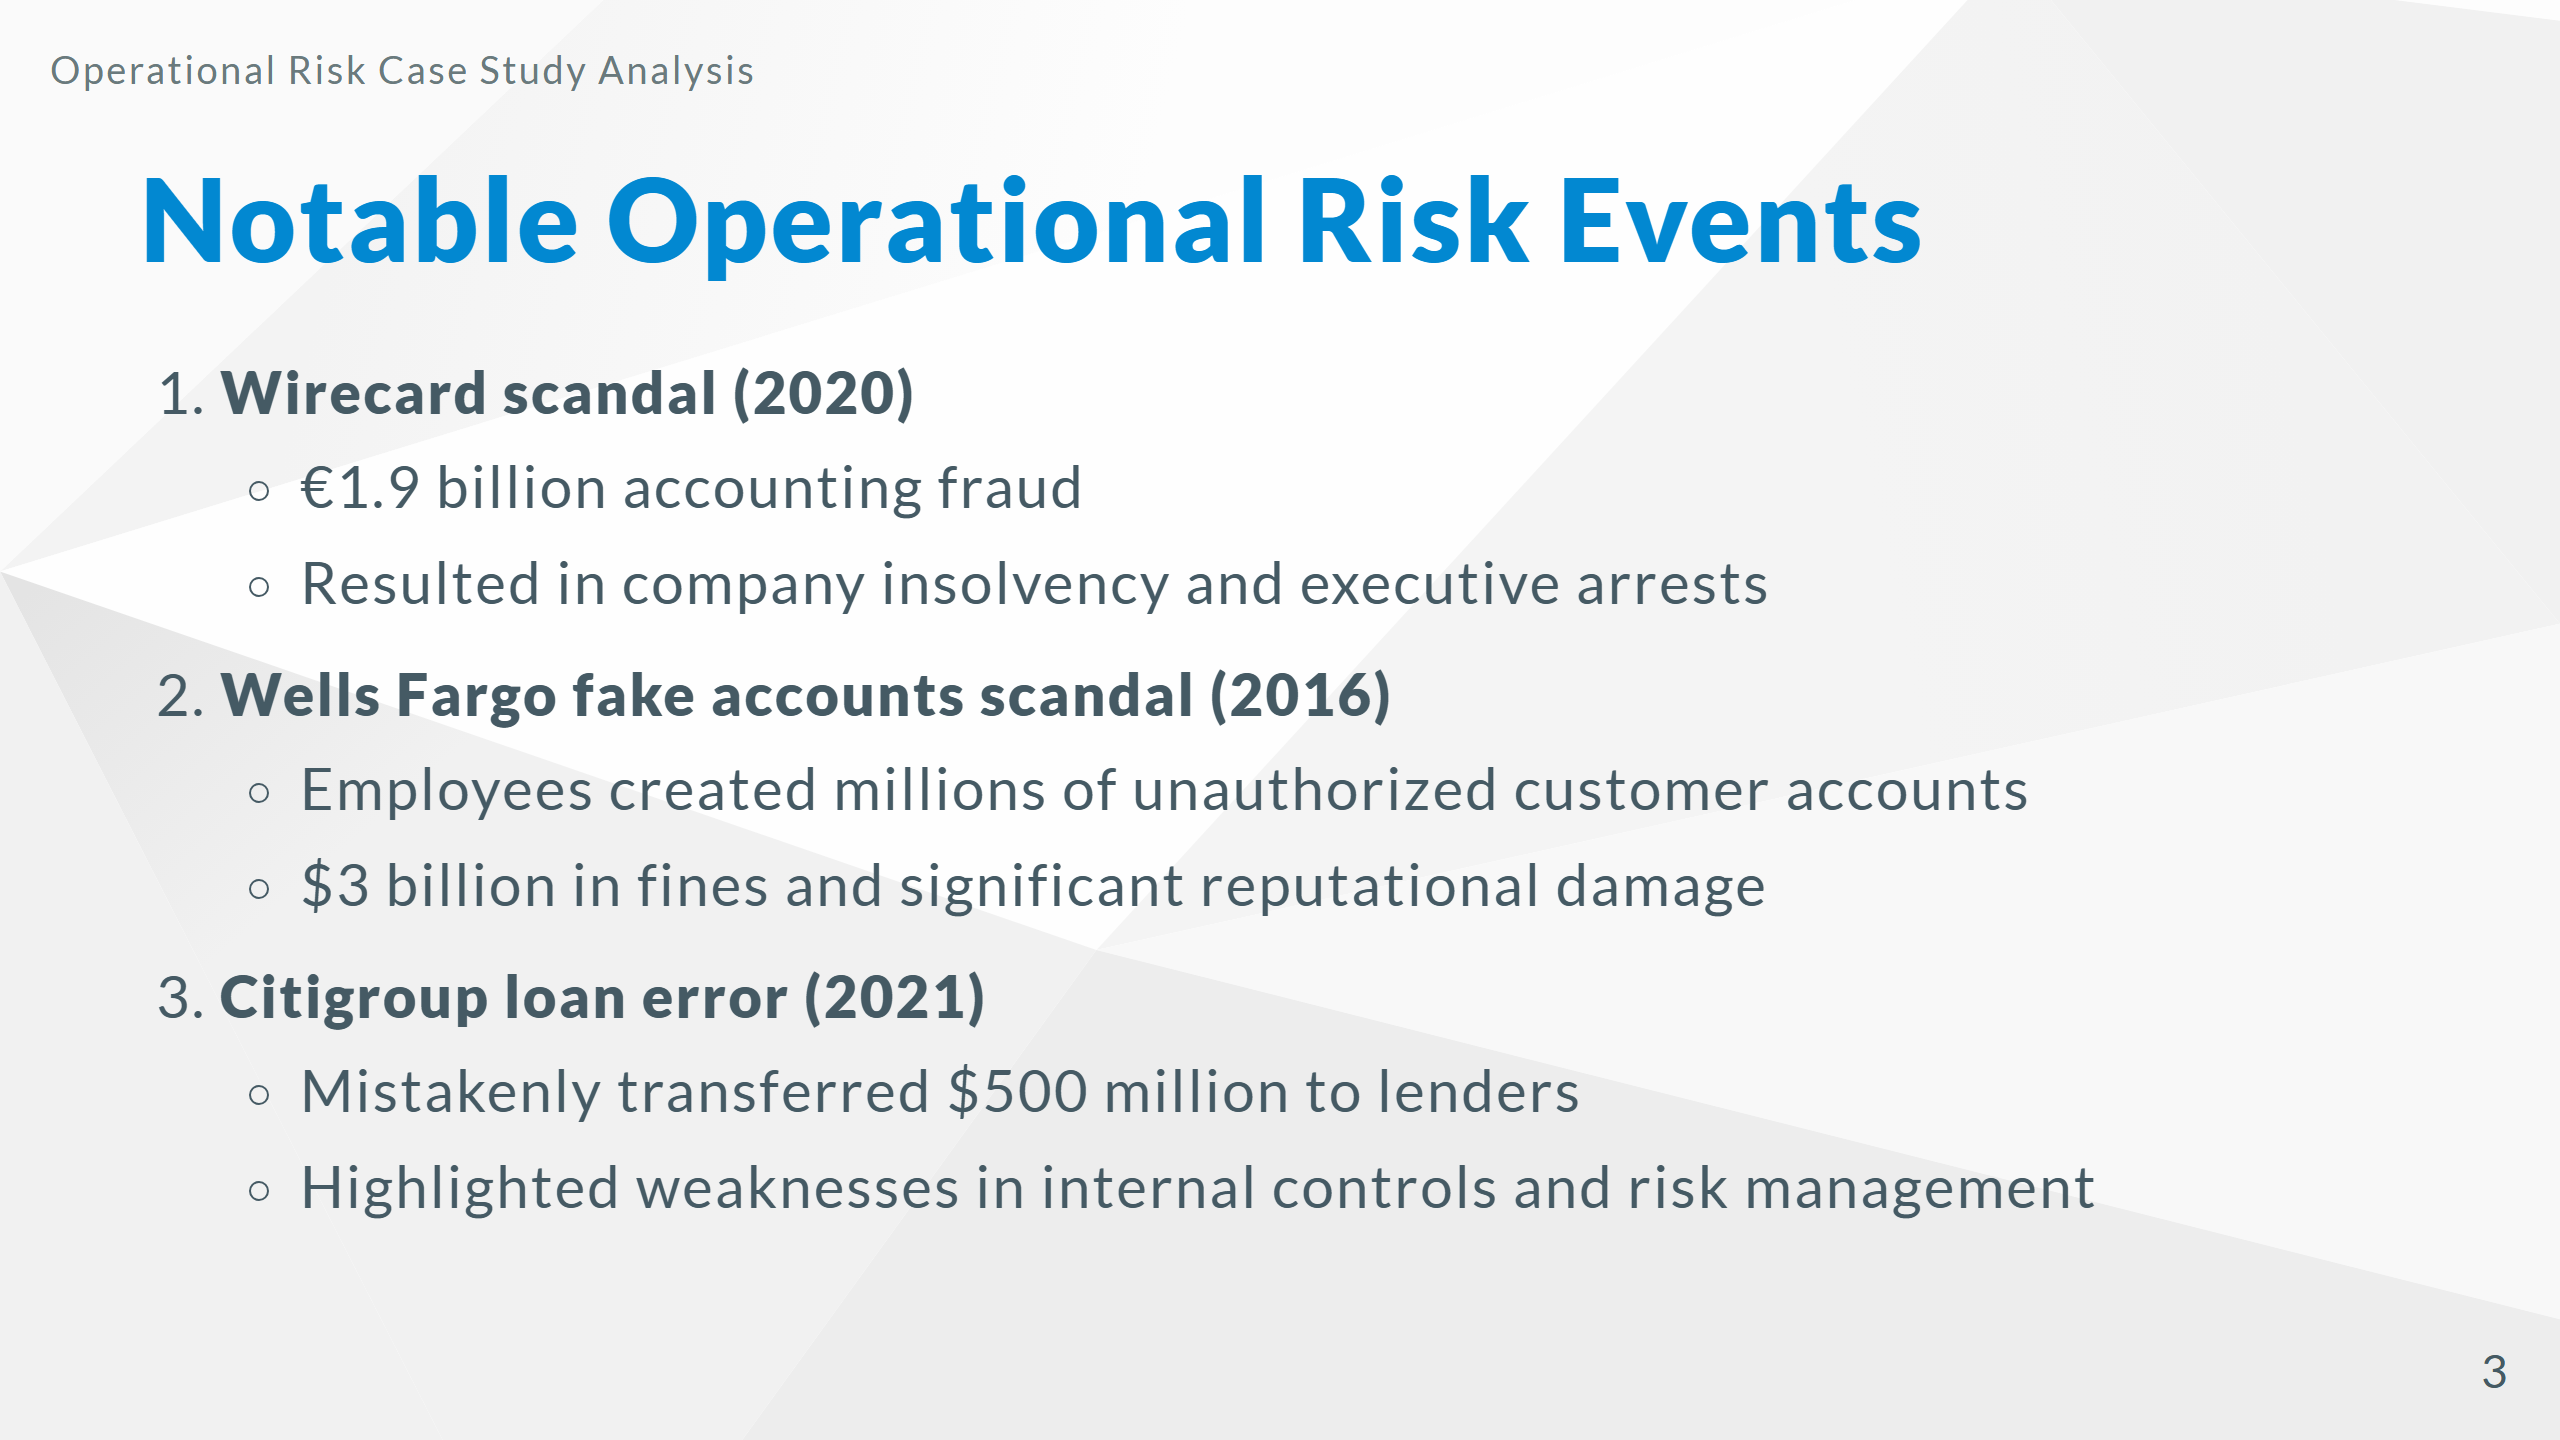 Operational Risk Case Study Analysis
Notable Operational Risk Events
1. Wirecard scandal (2020)
○ €1.9 billion accounting fraud
○ Resulted in company insolvency and executive arrests
2. Wells Fargo fake accounts scandal (2016)
○ Employees created millions of unauthorized customer accounts
○ $3 billion in fines and significant reputational damage
3. Citigroup loan error (2021)
○ Mistakenly transferred $500 million to lenders
○ Highlighted weaknesses in internal controls and risk management
3